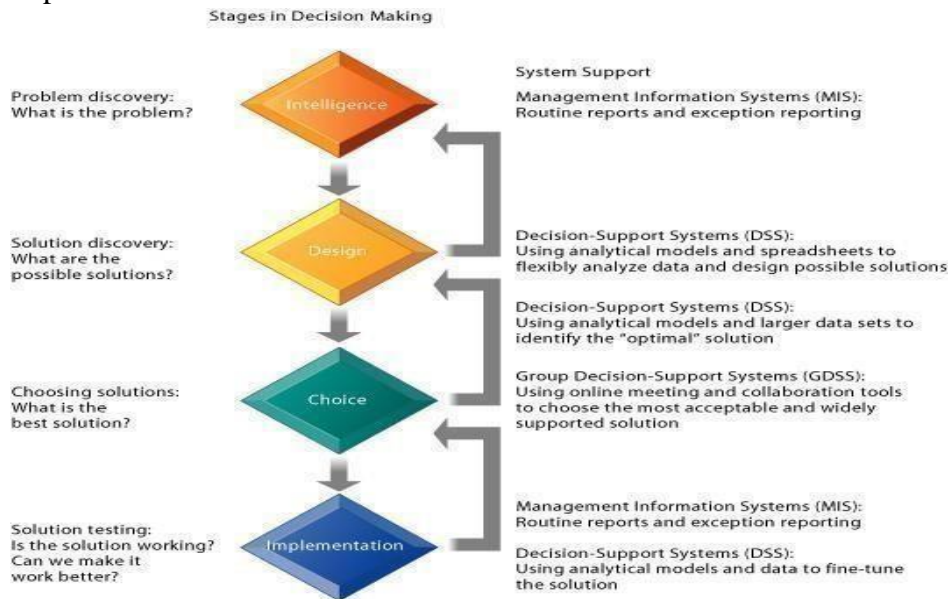 Stages in Decision Making
Problem discovery:
What is the problem?
Intelligence
System Support
Management Information Systems (MIS):
Routine reports and exception reporting
Solution discovery:
What are the
possible solutions?
Design
Decision-Support Systems (DSS):
Using analytical models and spreadsheets to
flexibly analyze data and design possible solutions
Decision-Support Systems (DSS):
Using analytical models and larger data sets to
identify the "optimal" solution
Choosing solutions:
What is the
best solution?
Choice
Group Decision-Support Systems (GDSS):
Using online meeting and collaboration tools
to choose the most acceptable and widely
supported solution
Solution testing:
Is the solution working?
Can we make it
work better?
Implementation
Management Information Systems (MIS):
Routine reports and exception reporting
Decision-Support Systems (DSS):
Using analytical models and data to fine-tune
the solution